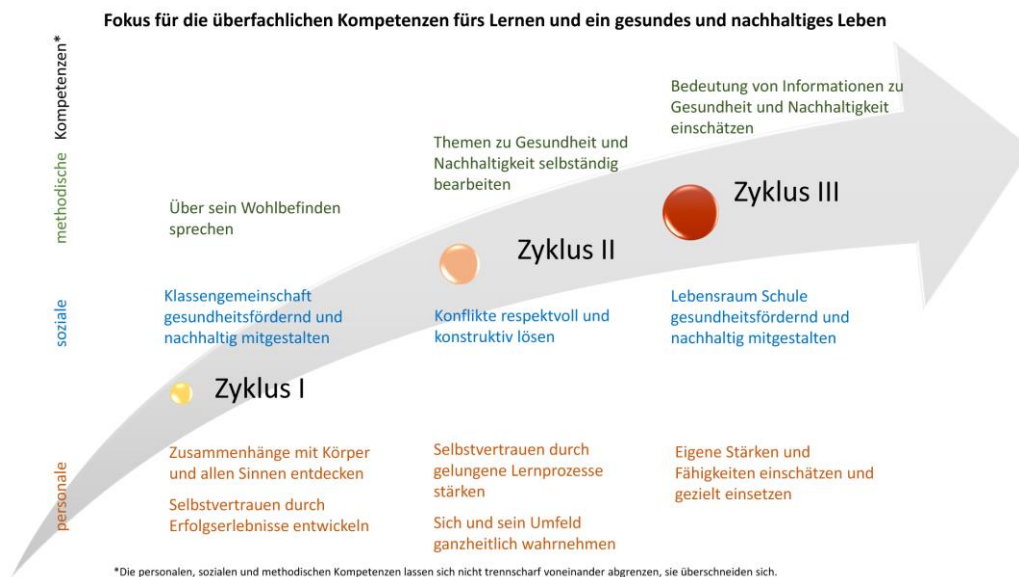 Fokus für die überfachlichen Kompetenzen fürs Lernen und ein gesundes und nachhaltiges Leben
personale
soziale
methodische
Kompetenzen*
Über sein Wohlbefinden
sprechen
Themen zu Gesundheit und
Nachhaltigkeit selbständig
bearbeiten
Bedeutung von Informationen zu
Gesundheit und Nachhaltigkeit
einschätzen
Zyklus III
Zyklus II
Klassengemeinschaft
gesundheitsfördernd und
nachhaltig mitgestalten
Konflikte respektvoll und
konstruktiv lösen
Lebensraum Schule
gesundheitsfördernd und
nachhaltig mitgestalten
Zyklus I
Zusammenhänge mit Körper
und allen Sinnen entdecken
Selbstvertrauen durch
Erfolgserlebnisse entwickeln
Selbstvertrauen durch
gelungene Lernprozesse
stärken
Sich und sein Umfeld
ganzheitlich wahrnehmen
Eigene Stärken und
Fähigkeiten einschätzen und
gezielt einsetzen
*Die personalen, sozialen und methodischen Kompetenzen lassen sich nicht trennscharf voneinander abgrenzen, sie überschneiden sich.